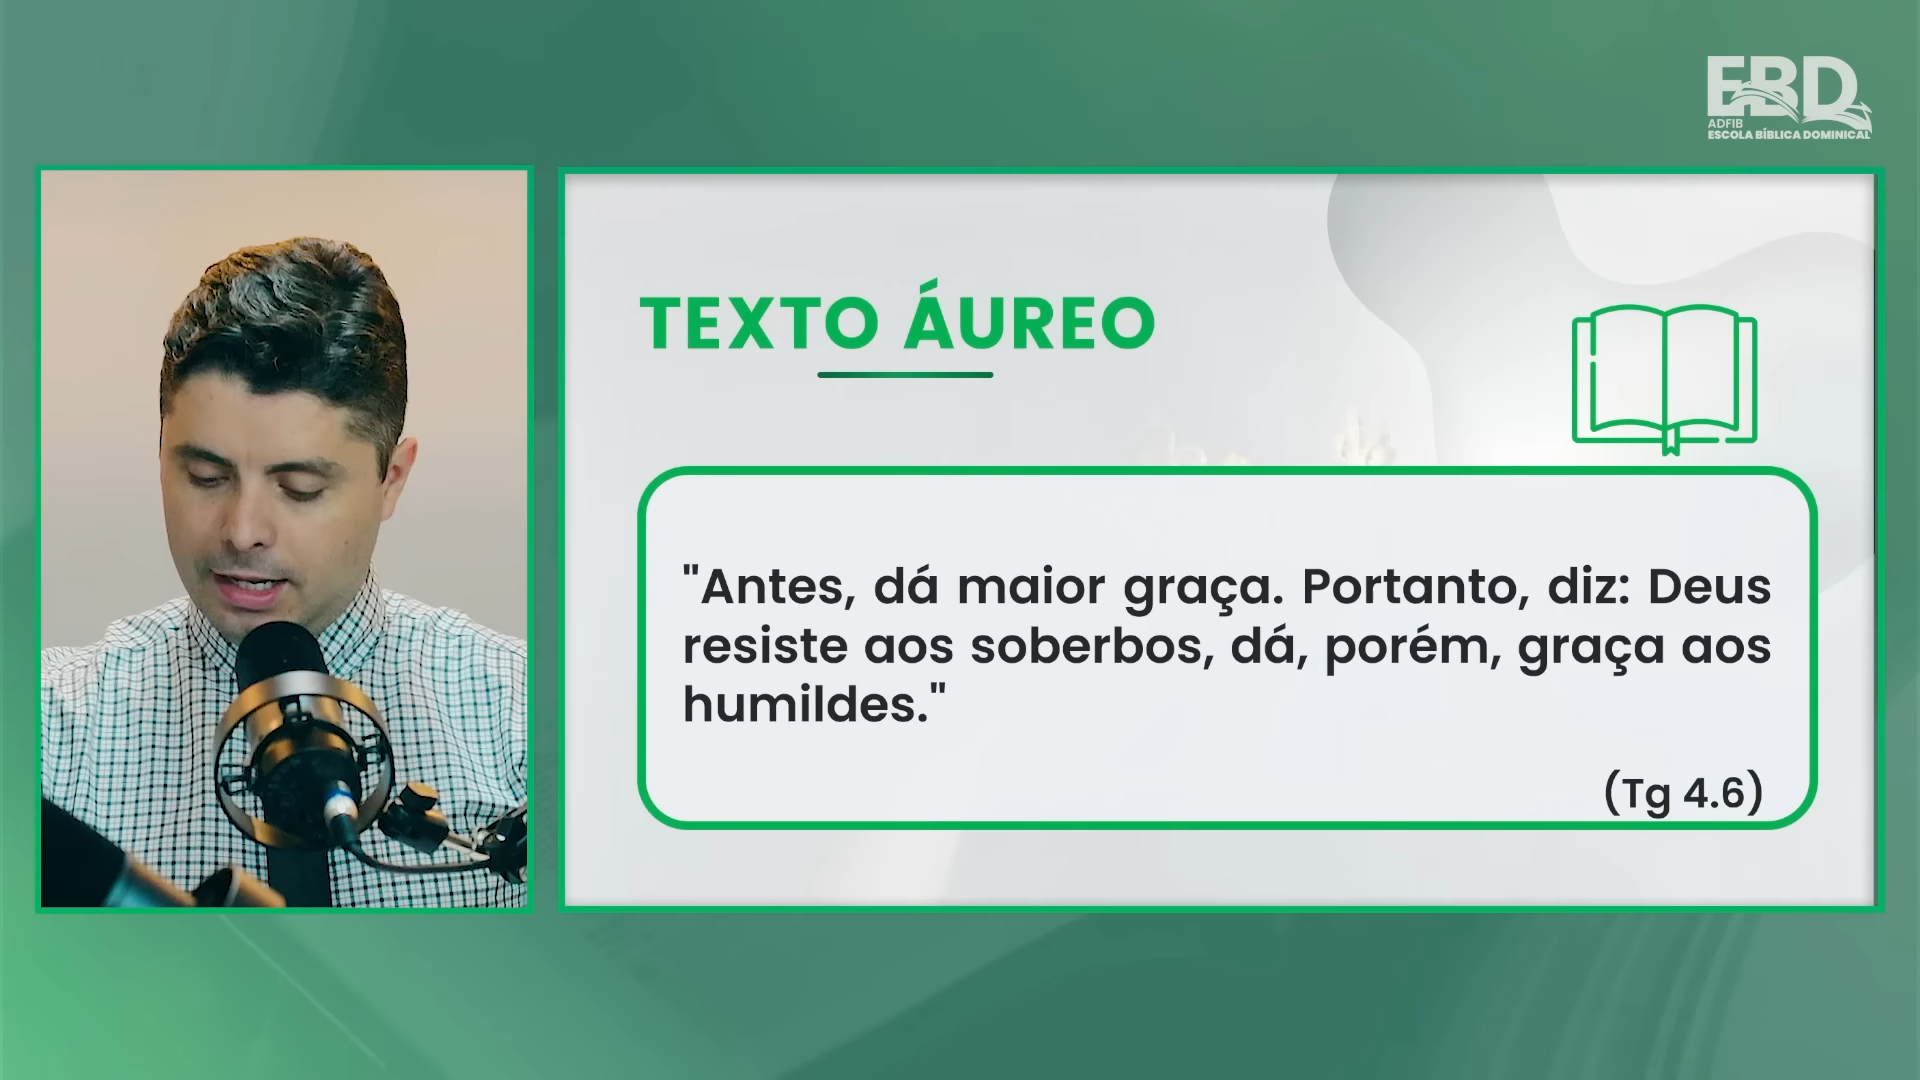 EBD
ADFIB
ESCOLA BÍBLICA DOMINICAL
TEXTO ÁUREO
"Antes, dá maior graça. Portanto, diz: Deus
resiste aos soberbos, dá, porém, graça aos
humildes."
(Tg 4.6)